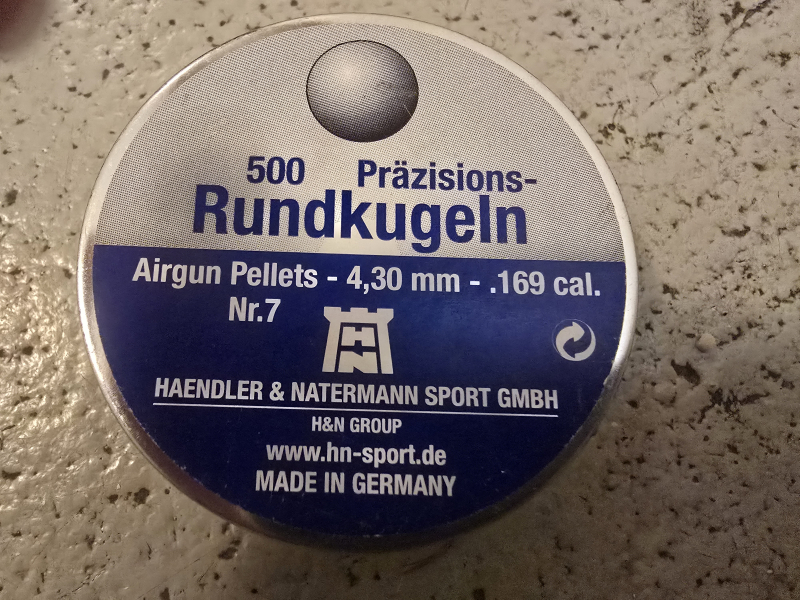 500 Präzisions-
Rundkugeln
Airgun Pellets - 4,30 mm - .169 cal.
Nr.7
HN
HAENDLER & NATERMANN SPORT GMBH
H&N GROUP
www.hn-sport.de
MADE IN GERMANY